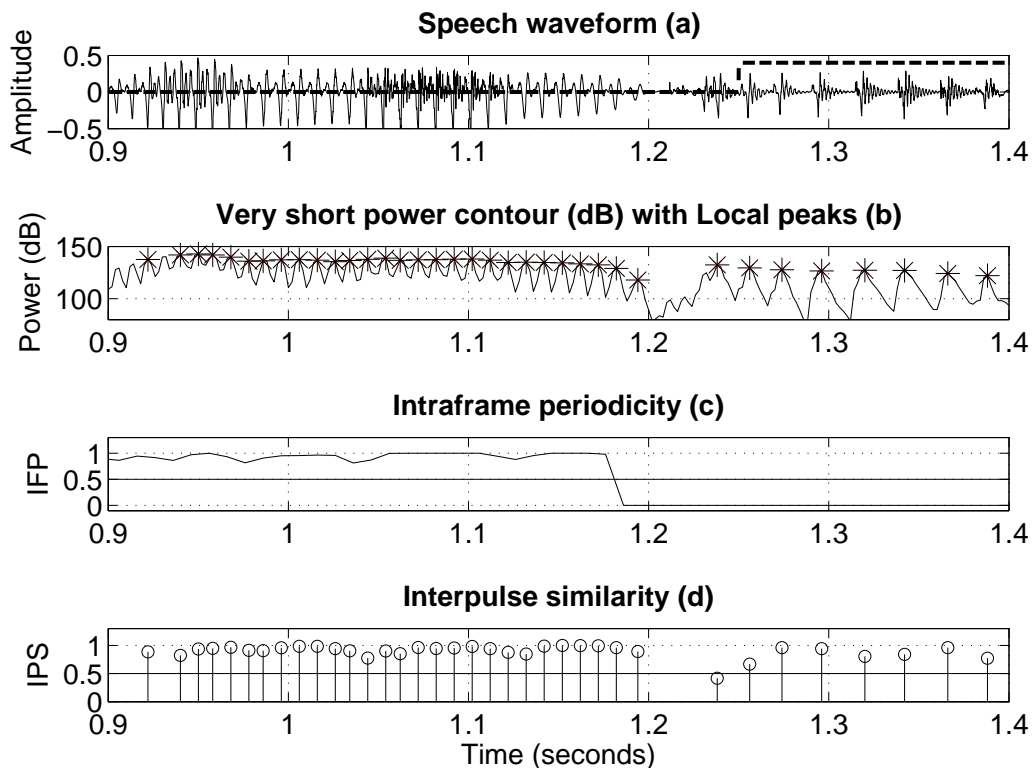 Speech waveform (a)
Amplitude
0.5
0
−0.5
0.9 1 1.1 1.2 1.3 1.4
Very short power contour (dB) with Local peaks (b)
Power (dB)
150
100
0.9 1 1.1 1.2 1.3 1.4
Intraframe periodicity (c)
IFP
1
0.5
0
0.9 1 1.1 1.2 1.3 1.4
Interpulse similarity (d)
IPS
1
0.5
0
0.9 1 1.1 1.2 1.3 1.4
Time (seconds)